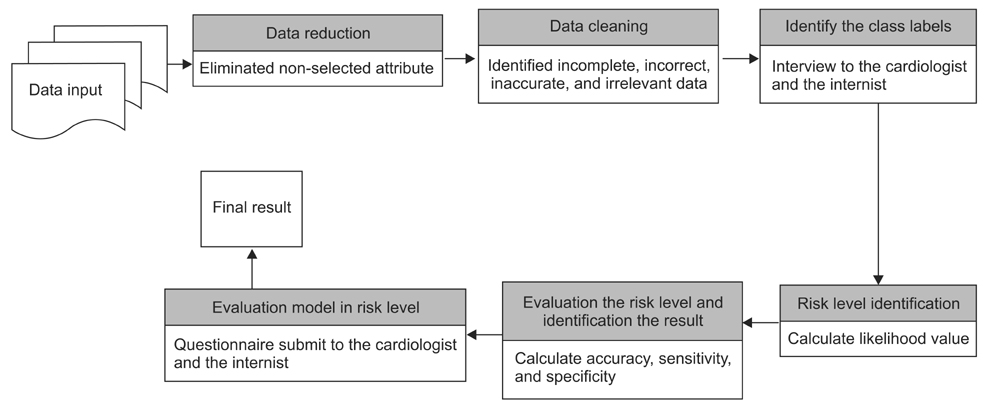 Data input
Data reduction
Eliminated non-selected attribute
Data cleaning
Identified incomplete, incorrect,
inaccurate, and irrelevant data
Identify the class labels
Interview to the cardiologist
and the internist
Risk level identification
Calculate likelihood value
Evaluation the risk level and
identification the result
Calculate accuracy, sensitivity,
and specificity
Evaluation model in risk level
Questionnaire submit to the cardiologist
and the internist
Final result